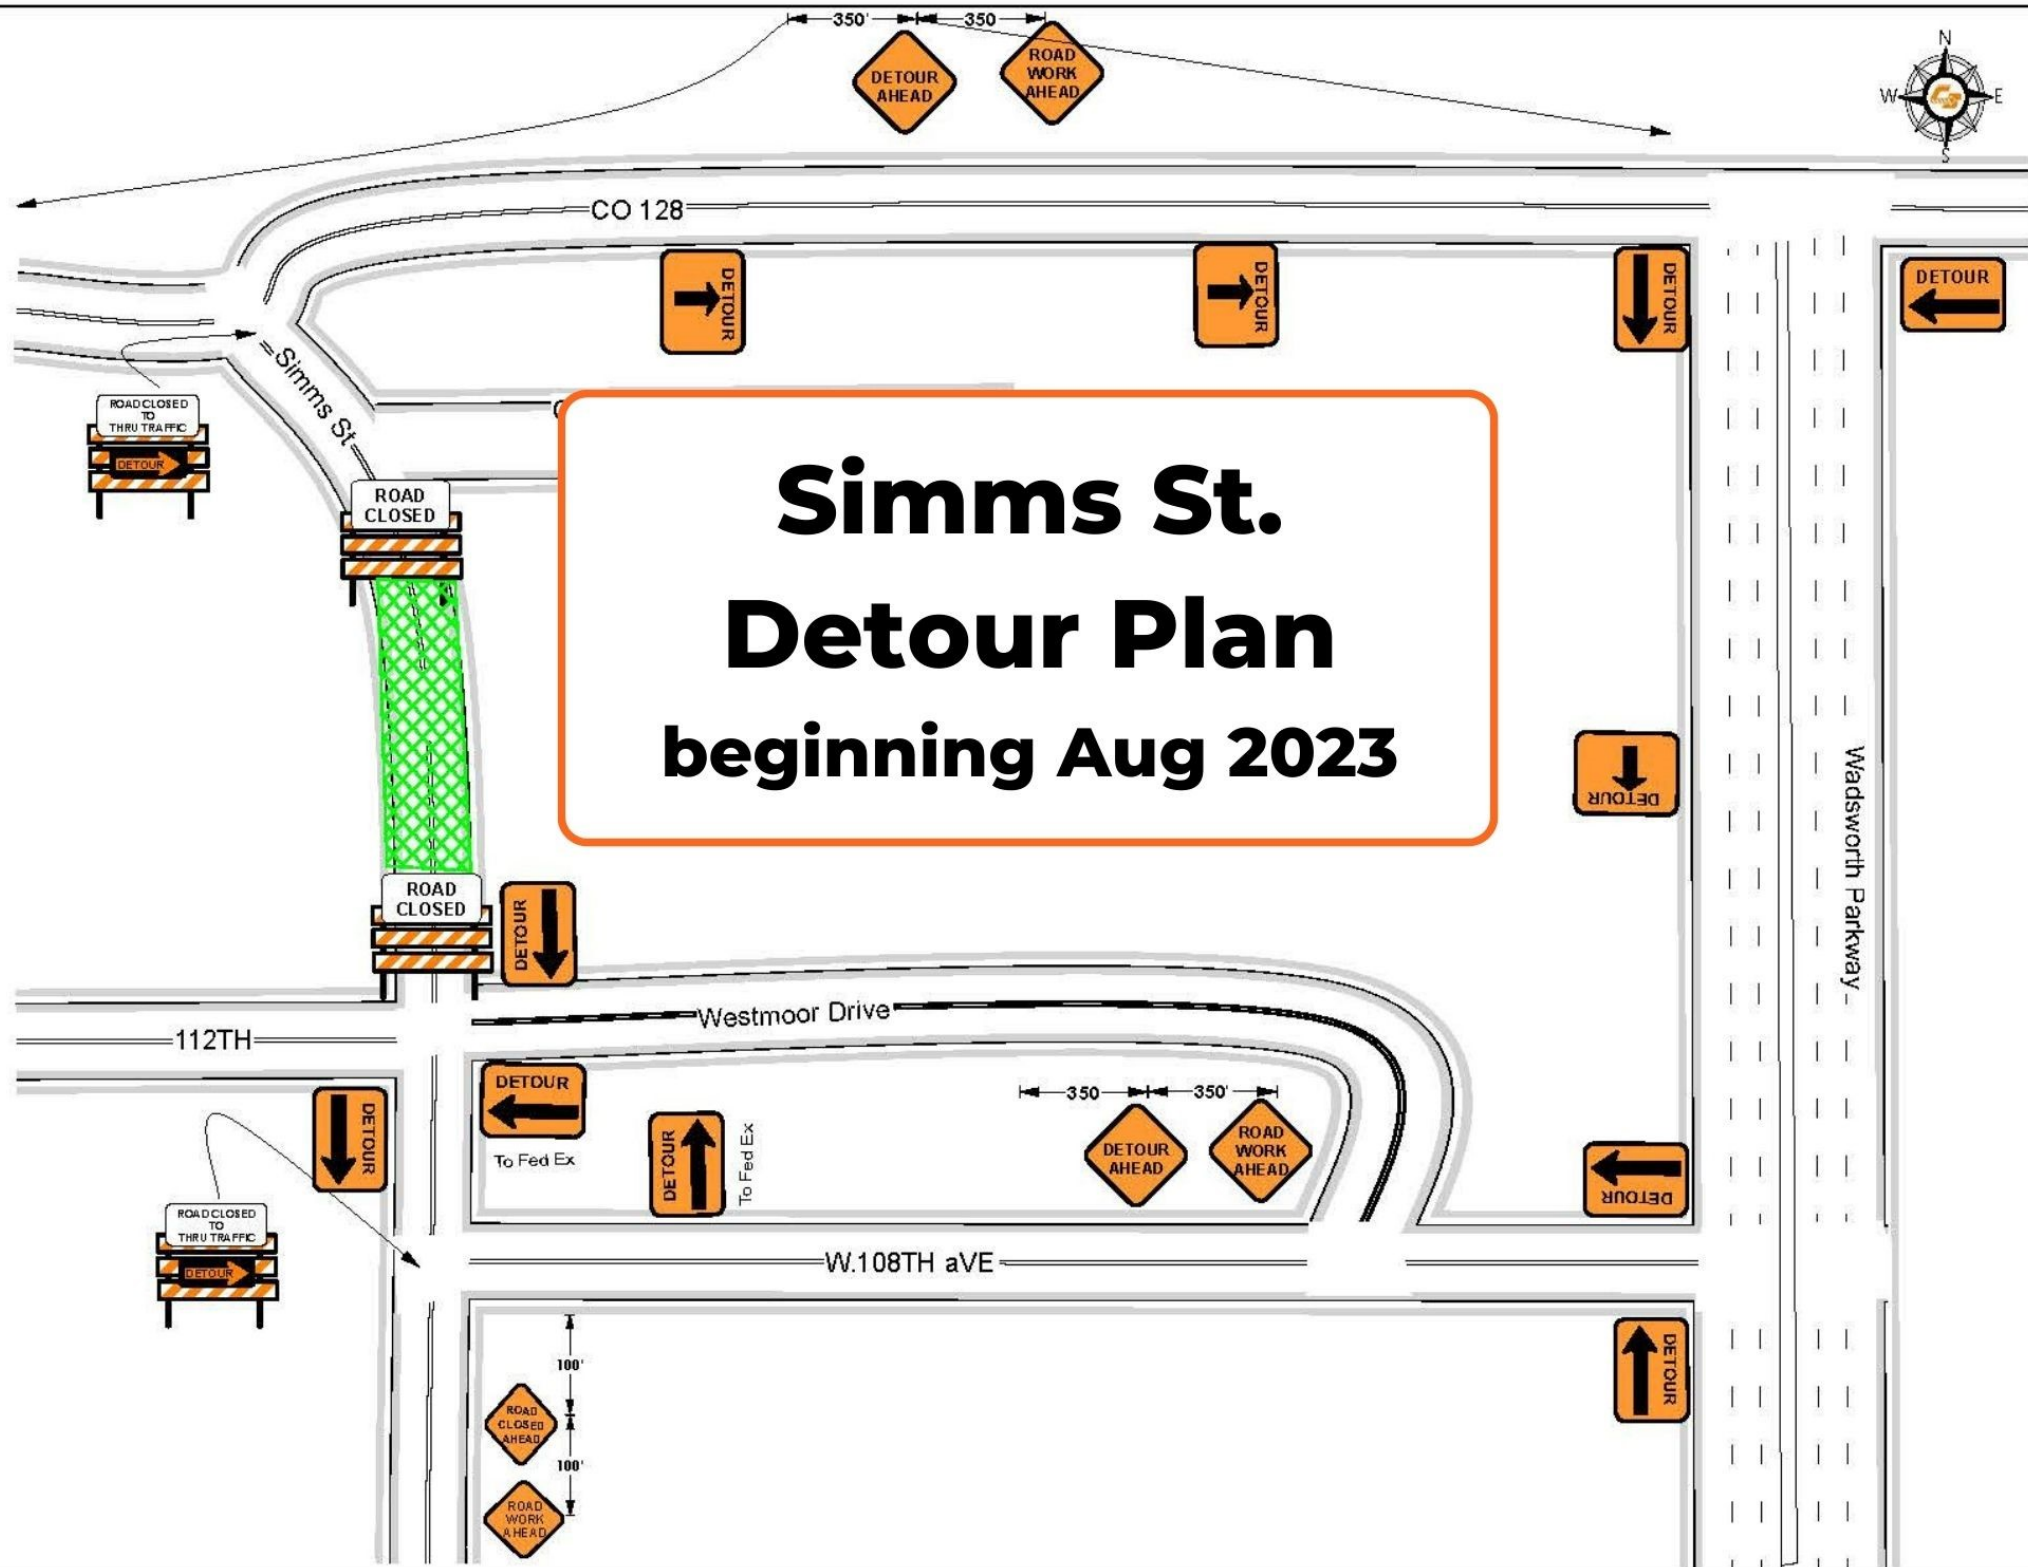 350'
350
DETOUR
AHEAD
ROAD
WORK
AHEAD
N
W
E
S
CO 128
DETOUR
DETOUR
DETOUR
DETOUR
Simms St
ROAD CLOSED
TO
THRU TRAFFIC
DETOUR
ROAD
CLOSED
Simms St.
Detour Plan
beginning Aug 2023
DETOUR
Wadsworth Parkway
ROAD
CLOSED
DETOUR
Westmoor Drive
112TH
DETOUR
DETOUR
To Fed Ex
DETOUR
To Fed Ex
350
350'
DETOUR
AHEAD
ROAD
WORK
AHEAD
DETOUR
ROAD CLOSED
TO
THRU TRAFFIC
DETOUR
W.108TH aVE
100'
100'
ROAD
CLOSED
AHEAD
ROAD
WORK
AHEAD
DETOUR